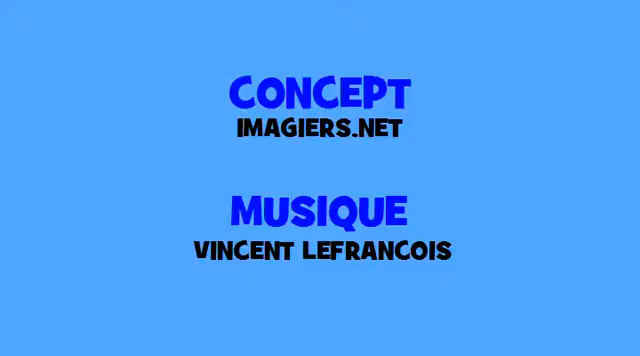 CONCEPT
IMAGIERS.NET
MUSIQUE
VINCENT LEFRANCOIS